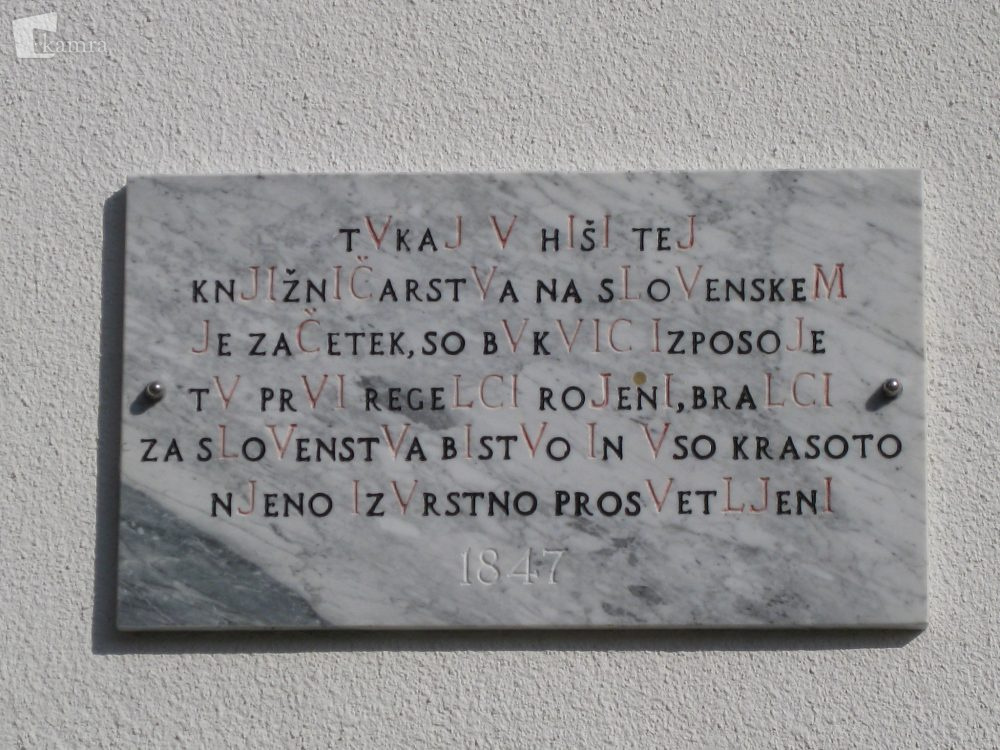 kamra
TVKAJ V HIŠI TEJ
KNJIŽNIČARSTVA NA SLOVENSKEM
JE ZAČETEK, SO BVKVIC IZPOSOJE
TV PRVI REGELCI ROJENI, BRALCI
ZA SLOVENSTVA BISTVO IN VSO KRASOTO
NJENO IZVRSTNO PROSVETLJENI
1847